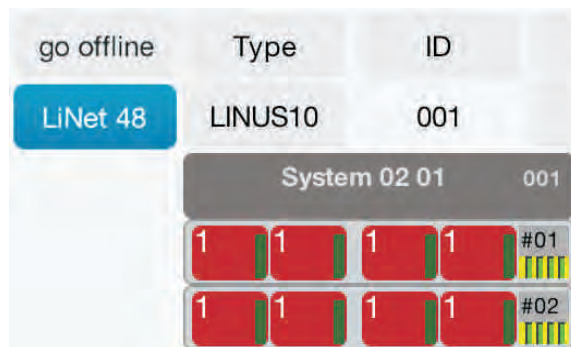 go offline Type ID
LiNet 48 LINUS10 001
System 02 01 001
1 1 1 1 #01
1 1 1 1 #02